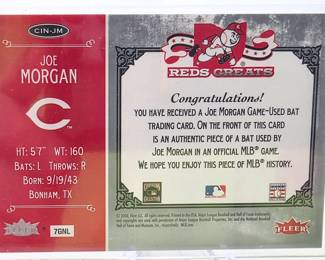 CIN-JM
JOE
MORGAN
C
HT: 5'7" WT: 160
BATS: L THROWS: R
BORN: 9/9/43
BONHAM, TX
Fleer
7GNL
REDS GREATS
Congratulations!
YOU HAVE RECEIVED A JOE MORGAN GAME-USED BAT
TRADING CARD. ON THE FRONT OF THIS CARD
IS AN AUTHENTIC PIECE OF A BAT USED BY
JOE MORGAN IN AN OFFICIAL MLB® GAME.
WE HOPE YOU ENJOY THIS PIECE OF MLB® HISTORY.
FLEER